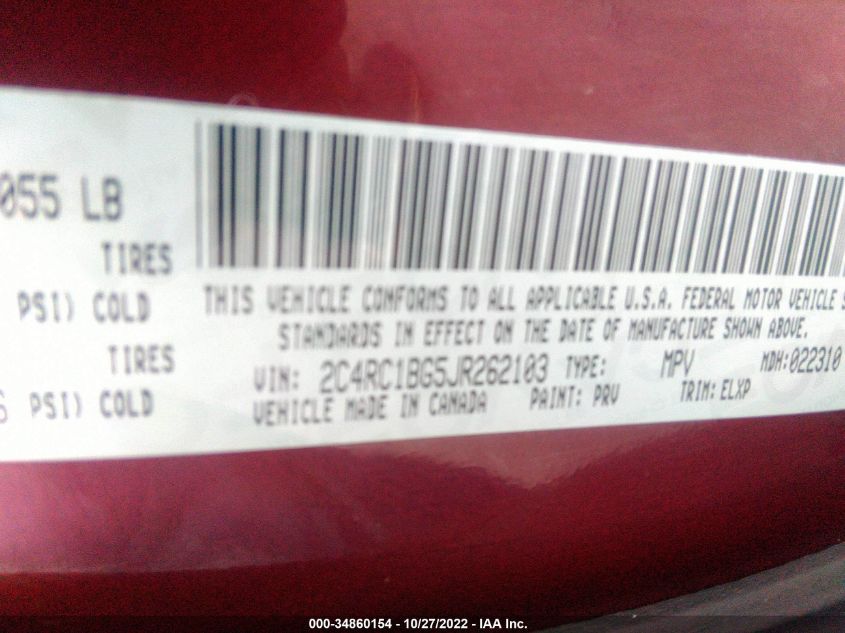 055 LB
TIRES
PSI) COLD
TIRES
PSI) COLD
THIS VEHICLE CONFORMS TO ALL APPLICABLE U.S.A. FEDERAL MOTOR VEHICLE S
STANDARDS IN EFFECT ON THE DATE OF MANUFACTURE SHOWN ABOVE.
VIN: 2C4RC1BG5JR262103 TYPE: MPV MDH:022310
VEHICLE MADE IN CANADA PAINT: PRV TRIM: ELXP
000-34860154 - 10/27/2022 - IAA Inc.